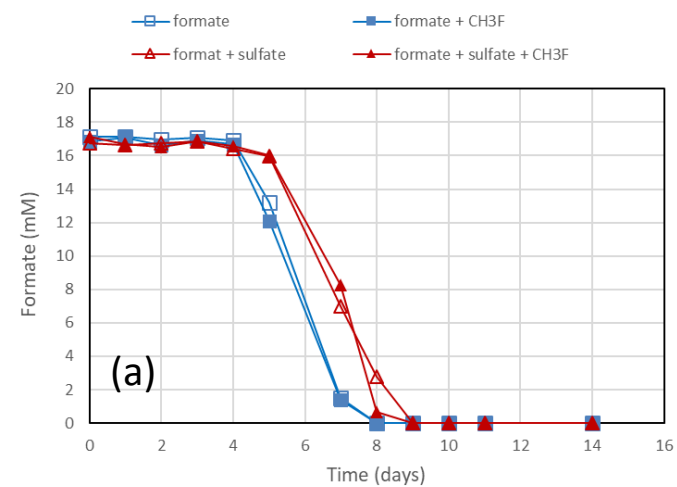 formate
formate + CH3F
format + sulfate
formate + sulfate + CH3F
20
18
16
14
12
10
8
6
4
2
0
Formate (mM)
(a)
0 2 4 6 8 10 12 14 16
Time (days)